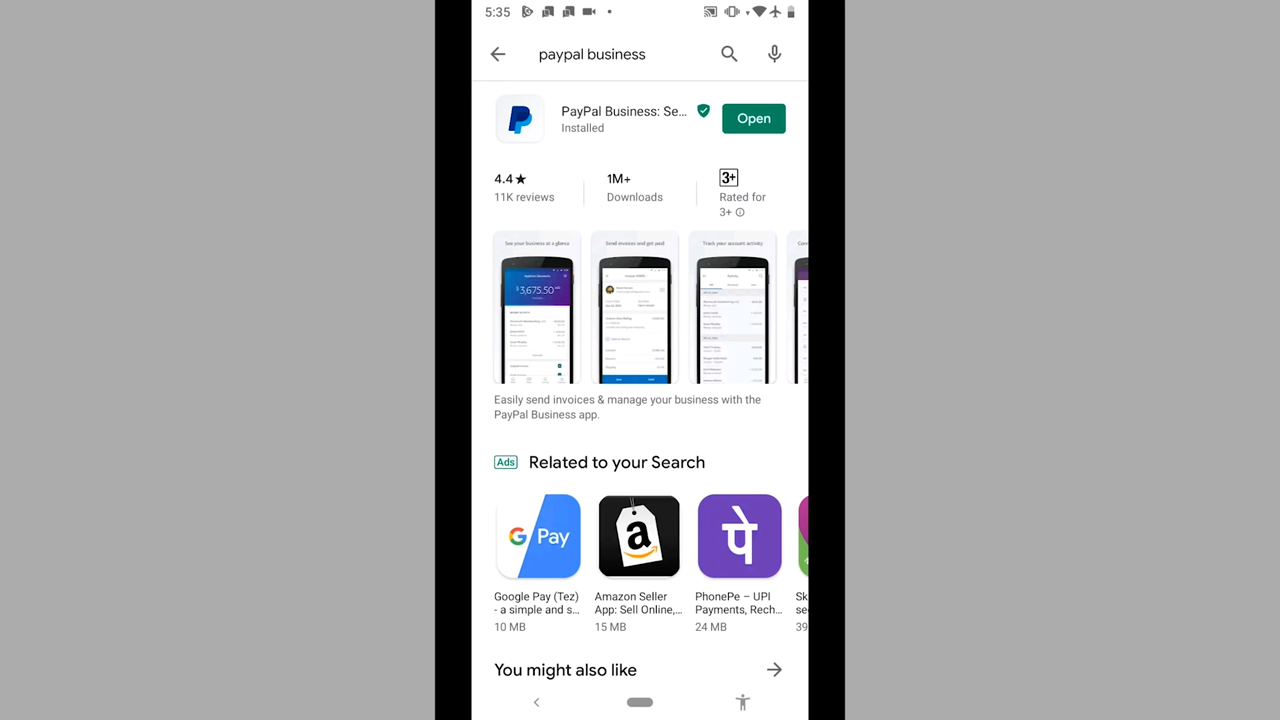 5:35
paypal business
PayPal Business: Se...
Installed
Open
4.4★
11K reviews
1M+
Downloads
3+
Rated for
3+
See your business at a glance
Send invoices and get paid
Track your account activity
$3,675.50
Easily send invoices & manage your business with the
PayPal Business app.
Ads Related to your Search
G Pay
a
पे
Google Pay (Tez)
- a simple and s...
10 MB
Amazon Seller
App: Sell Online,...
15 MB
PhonePe – UPI
Payments, Rech...
24 MB
Sk
se
39
You might also like